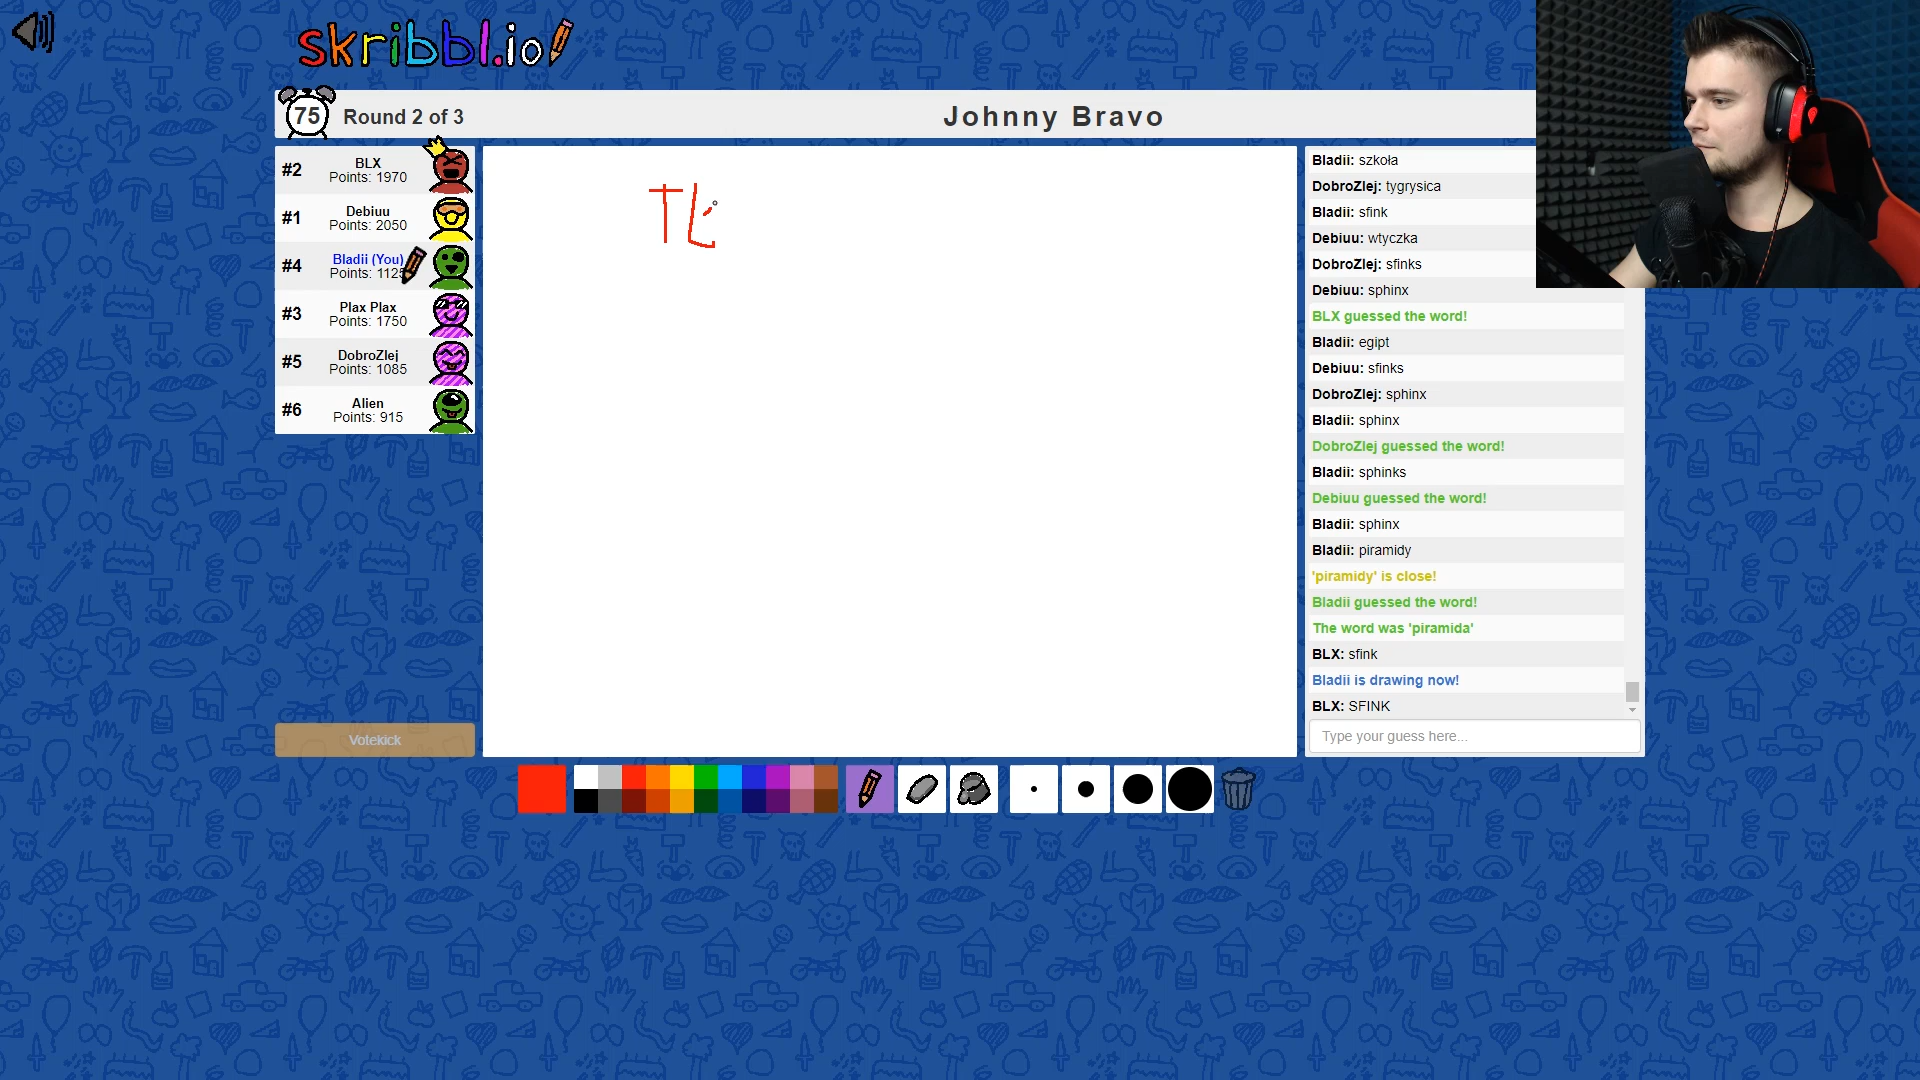 skribbl.io
75
Round 2 of 3
Johnny Bravo
#2
BLX
Points: 1970
#1
Debiuu
Points: 2050
#4
Bladii (You)
Points: 1125
#3
Plax Plax
Points: 1750
#5
DobroZlej
Points: 1085
#6
Alien
Points: 915
Votekick
Bladii: szkoła
DobroZlej: tygrysica
Bladii: sfink
Debiuu: wtyczka
DobroZlej: sfinks
Debiuu: sphinx
BLX guessed the word!
Bladii: egipt
Debiuu: sfinks
DobroZlej: sphinx
Bladii: sphinx
DobroZlej guessed the word!
Bladii: sphinks
Debiuu guessed the word!
Bladii: sphinx
Bladii: piramidy
'piramidy' is close!
Bladii guessed the word!
The word was 'piramida'
BLX: sfink
Bladii is drawing now!
BLX: SFINK
Type your guess here...